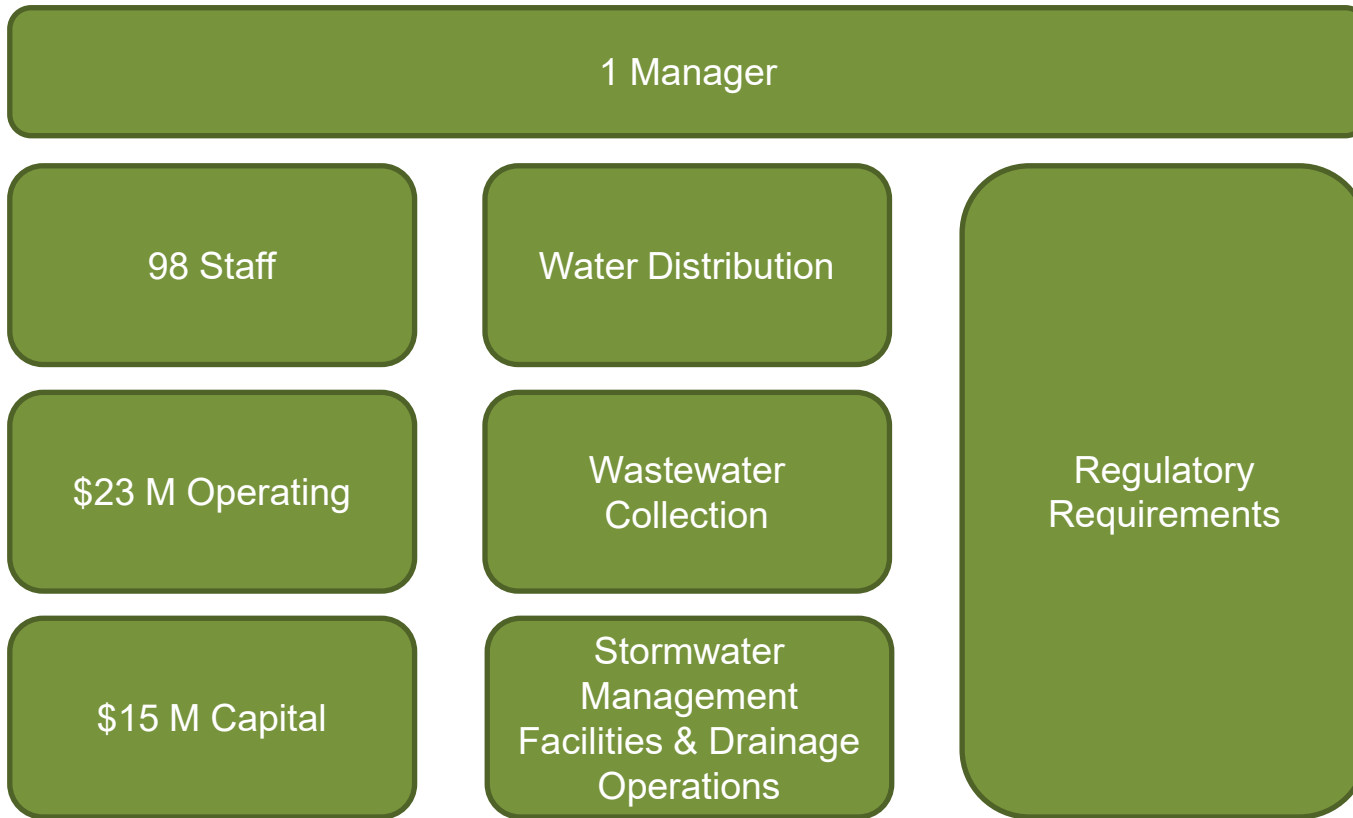 1 Manager
98 Staff
Water Distribution
$23 M Operating
Wastewater
Collection
Regulatory
Requirements
$15 M Capital
Stormwater
Management
Facilities & Drainage
Operations